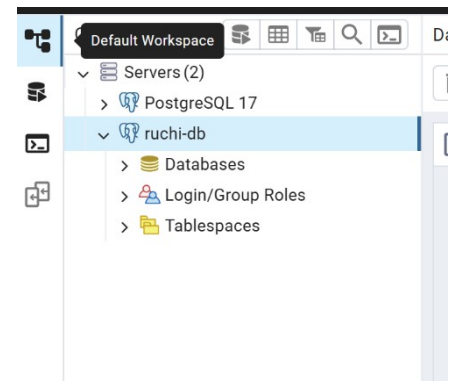 Default Workspace
Da
Servers (2)
PostgreSQL 17
ruchi-db
Databases
Login/Group Roles
Tablespaces